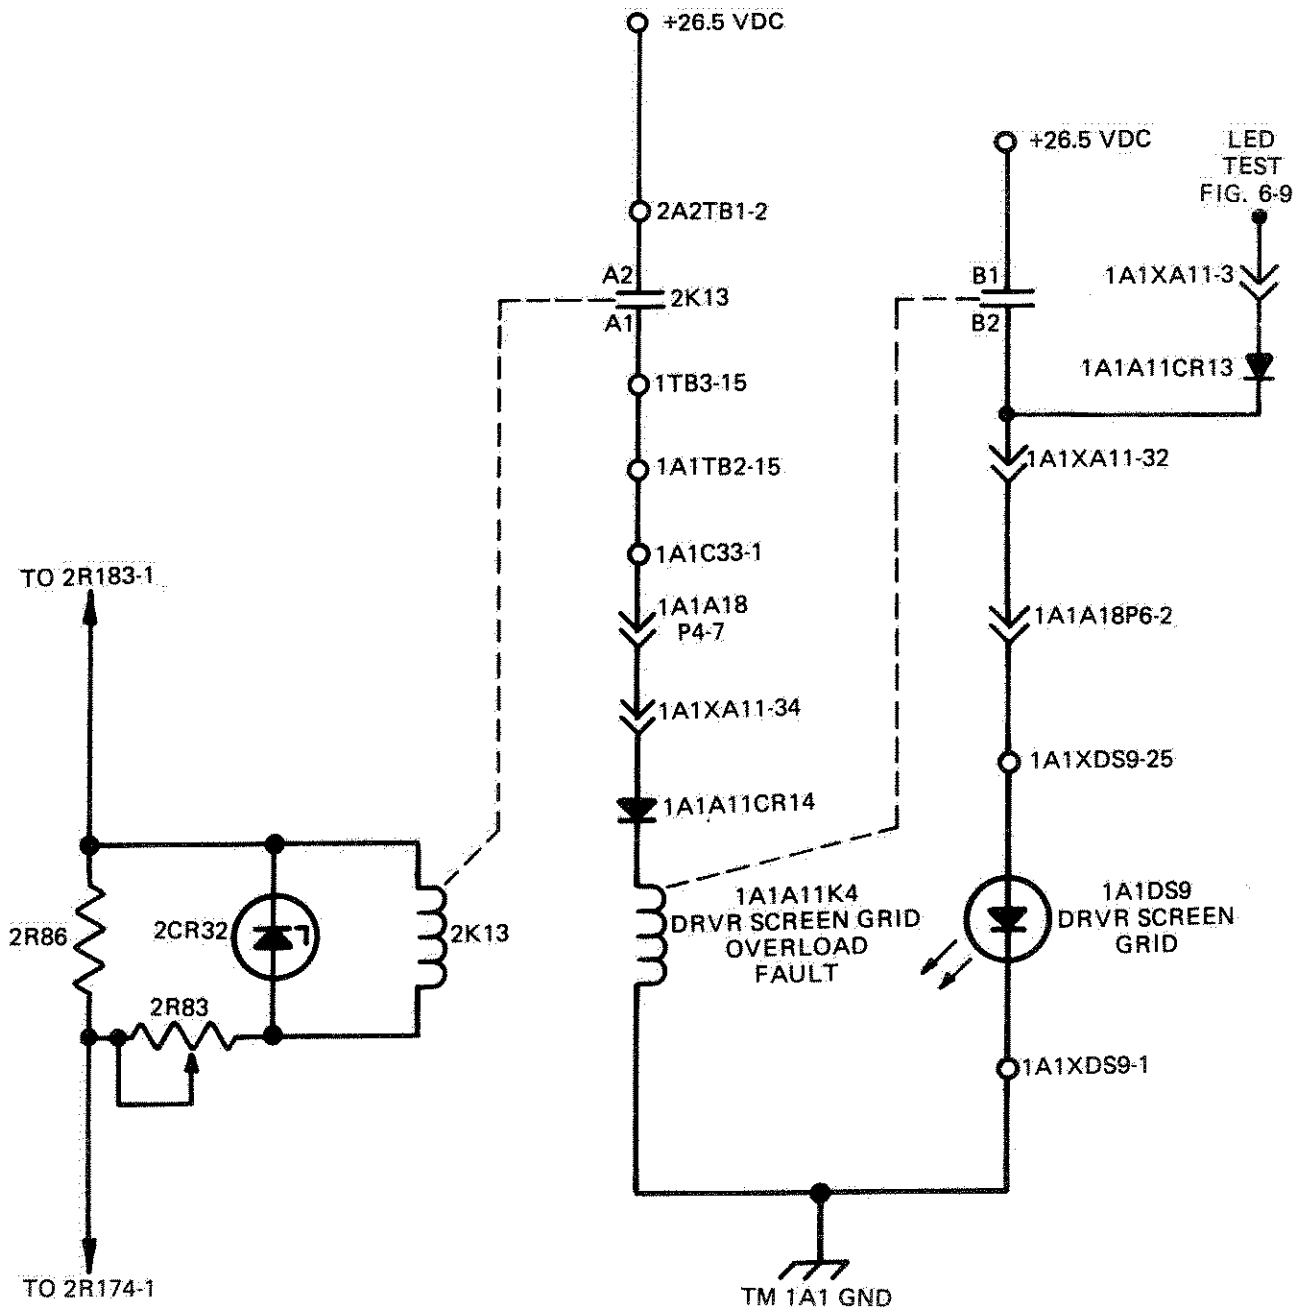 +26.5 VDC
+26.5 VDC
LED
TEST
FIG. 6-9
2A2TB1-2
A2
2K13
A1
B1
B2
1A1XA11-3
1A1A11CR13
1TB3-15
1A1TB2-15
1A1XA11-32
1A1C33-1
TO 2R183-1
1A1A18
P4-7
1A1A18P6-2
1A1XA11-34
1A1XDS9-25
1A1A11CR14
2R86
2CR32
2K13
1A1A11K4
DRVR SCREEN GRID
OVERLOAD
FAULT
1A1DS9
DRVR SCREEN
GRID
2R83
1A1XDS9-1
TO 2R174-1
TM 1A1 GND